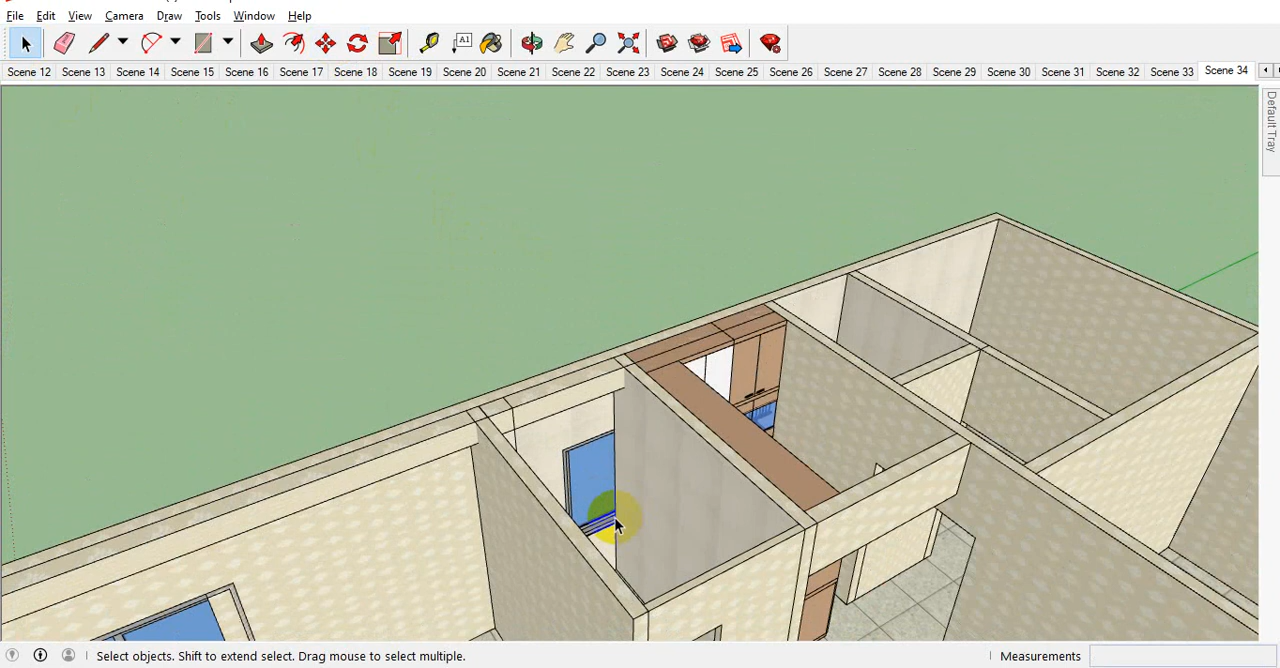 File Edit View Camera Draw Tools Window Help
A1
Scene 12 Scene 13 Scene 14 Scene 15 Scene 16 Scene 17 Scene 18 Scene 19 Scene 20 Scene 21 Scene 22 Scene 23 Scene 24 Scene 25 Scene 26 Scene 27 Scene 28 Scene 29 Scene 30 Scene 31 Scene 32 Scene 33 Scene 34
Default Tray
Select objects. Shift to extend select. Drag mouse to select multiple. Measurements